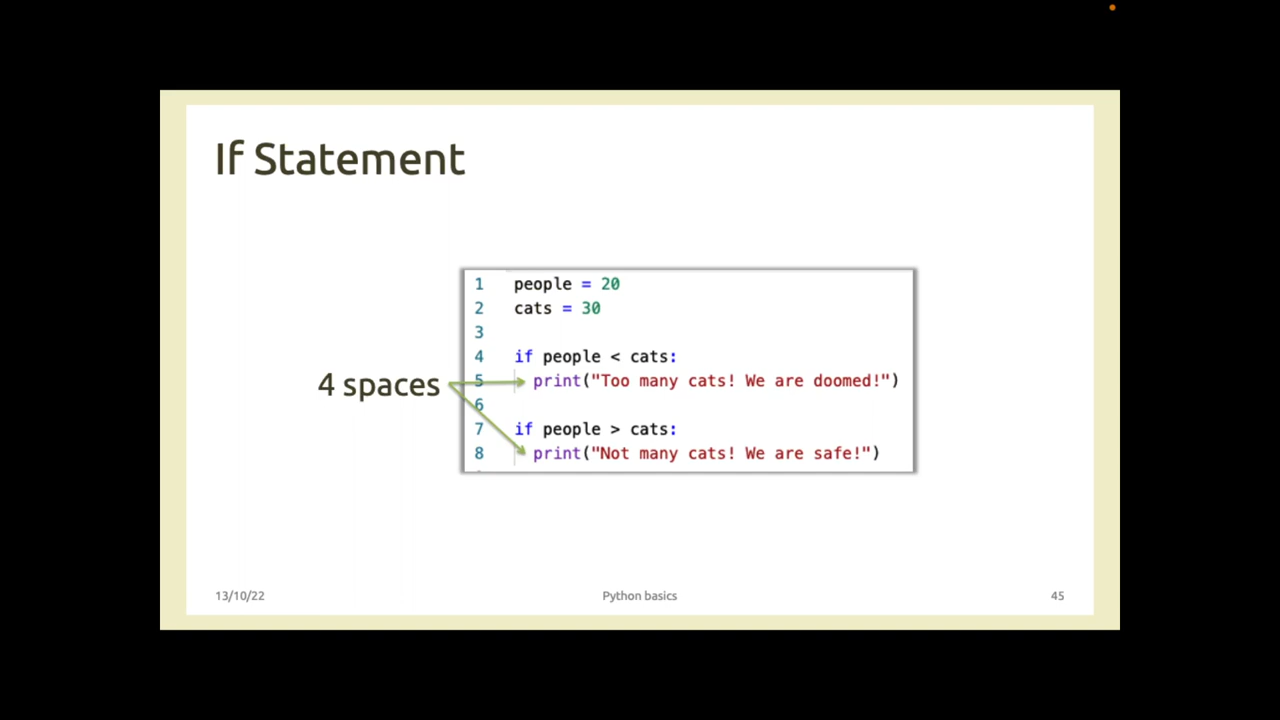 If Statement
4 spaces
1 people = 20
2 cats = 30
3
4 if people < cats:
5   print("Too many cats! We are doomed!")
6
7 if people > cats:
8   print("Not many cats! We are safe!")
13/10/22
Python basics
45